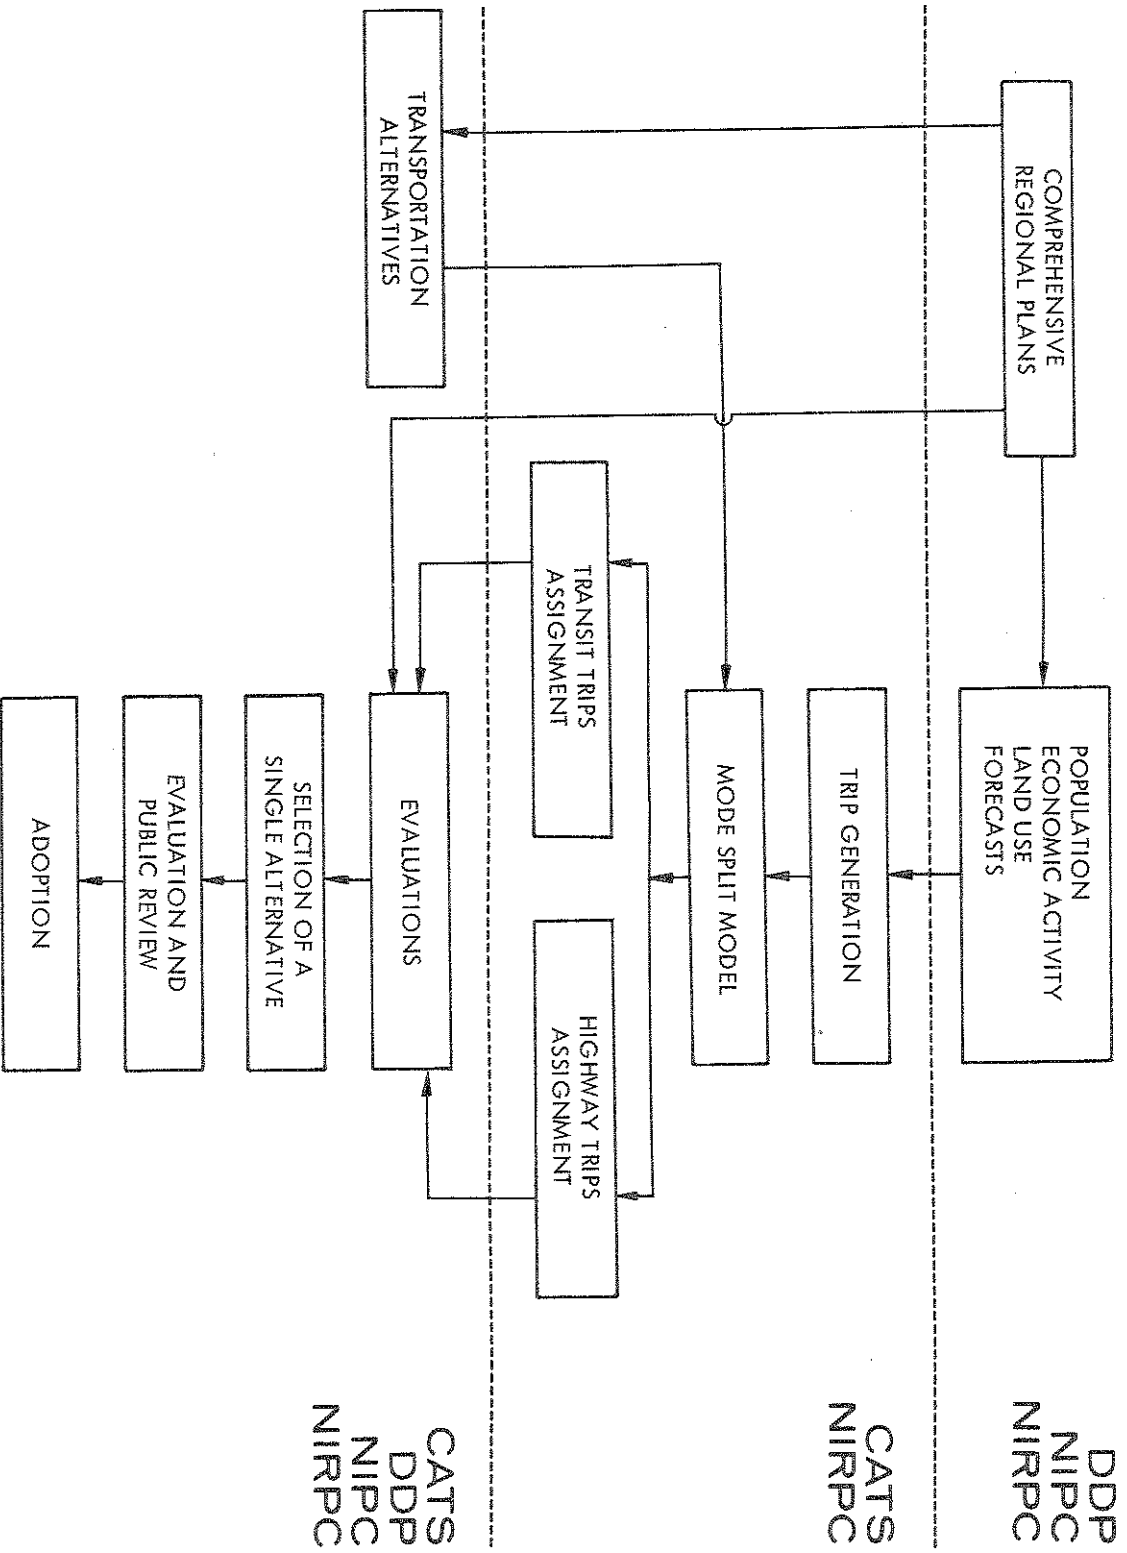 COMPREHENSIVE
REGIONAL PLANS
POPULATION
ECONOMIC ACTIVITY
LAND USE
FORECASTS
DDP
NIPC
NIRPC
TRIP GENERATION
CATS
NIRPC
MODE SPLIT MODEL
TRANSIT TRIPS
ASSIGNMENT
HIGHWAY TRIPS
ASSIGNMENT
TRANSPORTATION
ALTERNATIVES
EVALUATIONS
CATS
DDP
NIPC
NIRPC
SELECTION OF A
SINGLE ALTERNATIVE
EVALUATION AND
PUBLIC REVIEW
ADOPTION